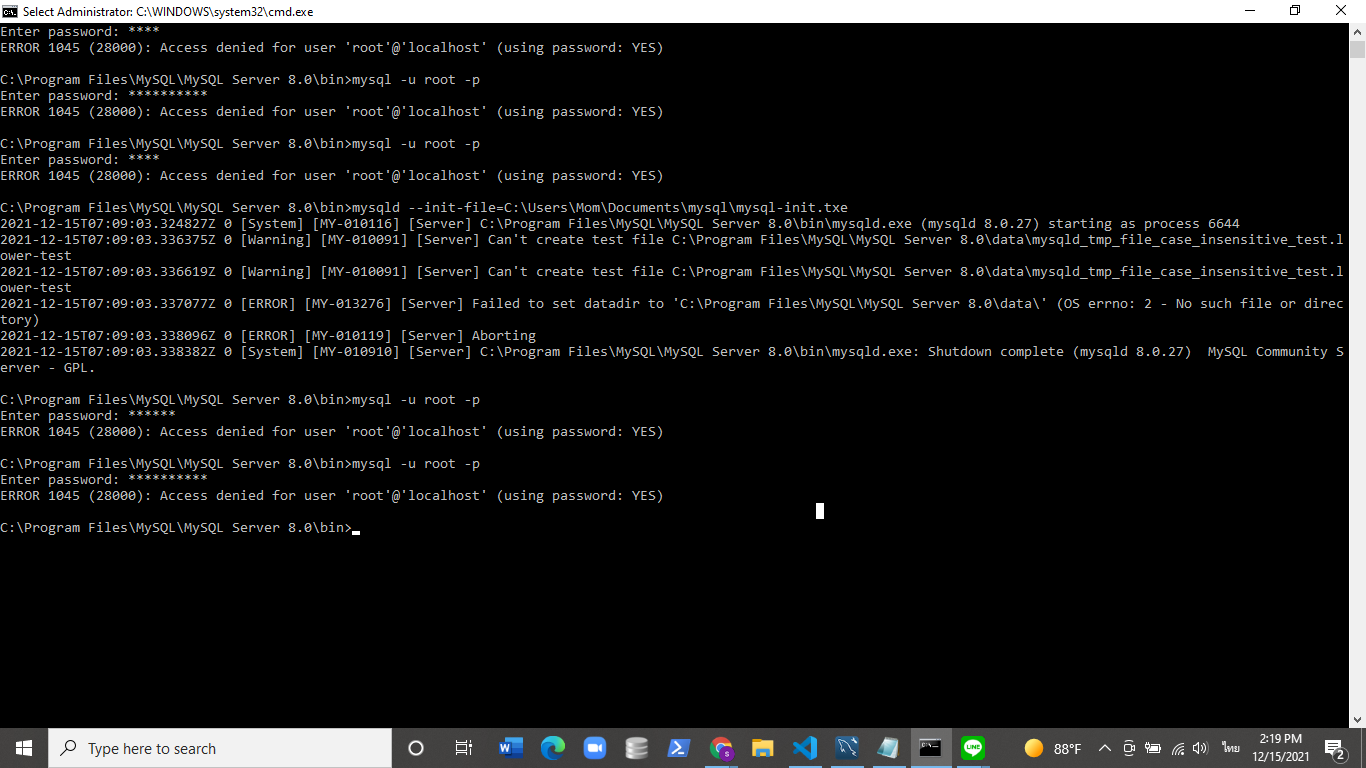 Select Administrator: C:\WINDOWS\system32\cmd.exe
Enter password: ****
ERROR 1045 (28000): Access denied for user 'root'@'localhost' (using password: YES)
C:\Program Files\MySQL\MySQL Server 8.0\bin>mysql -u root -p
Enter password: **********
ERROR 1045 (28000): Access denied for user 'root'@'localhost' (using password: YES)
C:\Program Files\MySQL\MySQL Server 8.0\bin>mysql -u root -p
Enter password: ****
ERROR 1045 (28000): Access denied for user 'root'@'localhost' (using password: YES)
C:\Program Files\MySQL\MySQL Server 8.0\bin>mysqld --init-file=C:\Users\Mom\Documents\mysql\mysql-init.txe
2021-12-15T07:09:03.324827Z 0 [System] [MY-010116] [Server] C:\Program Files\MySQL\MySQL Server 8.0\bin\mysqld.exe (mysqld 8.0.27) starting as process 6644
2021-12-15T07:09:03.336375Z 0 [Warning] [MY-010091] [Server] Can't create test file C:\Program Files\MySQL\MySQL Server 8.0\data\mysqld_tmp_file_case_insensitive_test.l
ower-test
2021-12-15T07:09:03.336619Z 0 [Warning] [MY-010091] [Server] Can't create test file C:\Program Files\MySQL\MySQL Server 8.0\data\mysqld_tmp_file_case_insensitive_test.l
ower-test
2021-12-15T07:09:03.337077Z 0 [ERROR] [MY-013276] [Server] Failed to set datadir to 'C:\Program Files\MySQL\MySQL Server 8.0\data\' (OS errno: 2 - No such file or direc
tory)
2021-12-15T07:09:03.338096Z 0 [ERROR] [MY-010119] [Server] Aborting
2021-12-15T07:09:03.338382Z 0 [System] [MY-010910] [Server] C:\Program Files\MySQL\MySQL Server 8.0\bin\mysqld.exe: Shutdown complete (mysqld 8.0.27)  MySQL Community S
erver - GPL.
C:\Program Files\MySQL\MySQL Server 8.0\bin>mysql -u root -p
Enter password: ******
ERROR 1045 (28000): Access denied for user 'root'@'localhost' (using password: YES)
C:\Program Files\MySQL\MySQL Server 8.0\bin>mysql -u root -p
Enter password: **********
ERROR 1045 (28000): Access denied for user 'root'@'localhost' (using password: YES)
C:\Program Files\MySQL\MySQL Server 8.0\bin>
Type here to search
88°F
ไทย
2:19 PM
12/15/2021
2